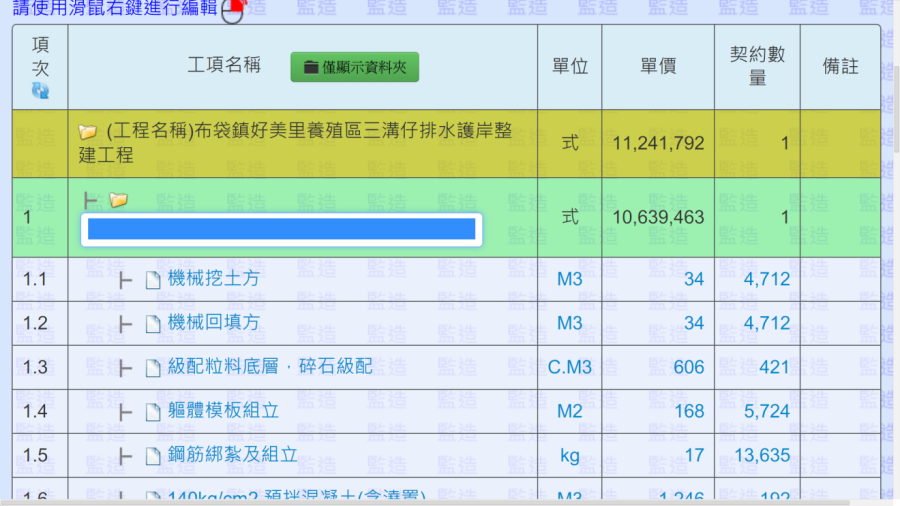 請使用滑鼠右鍵進行編輯
項次 工項名稱 僅顯示資料夾 單位 單價 契約數量 備註
(工程名稱)布袋鎮好美里養殖區三溝仔排水護岸整建工程 式 11,241,792 1
1 式 10,639,463 1
1.1 機械挖土方 M3 34 4,712
1.2 機械回填方 M3 34 4,712
1.3 級配粒料底層，碎石級配 C.M3 606 421
1.4 軀體模板組立 M2 168 5,724
1.5 鋼筋綁紮及組立 kg 17 13,635
1.6 140kg/cm2 預拌混凝土(含澆置) M3 1,246 192
監造